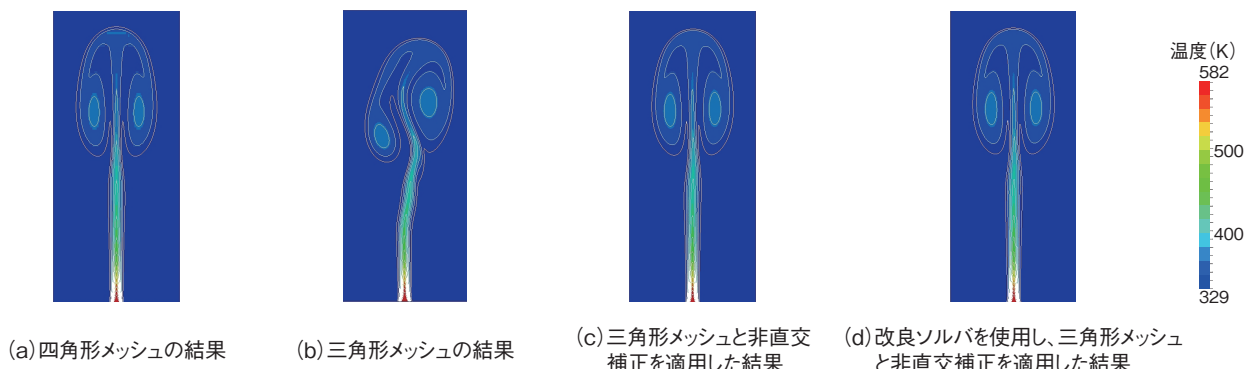 温度(K)
582
500
400
329
(a)四角形メッシュの結果
(b)三角形メッシュの結果
(c)三角形メッシュと非直交
補正を適用した結果
(d)改良ソルバを使用し、三角形メッシュ
と非直交補正を適用した結果